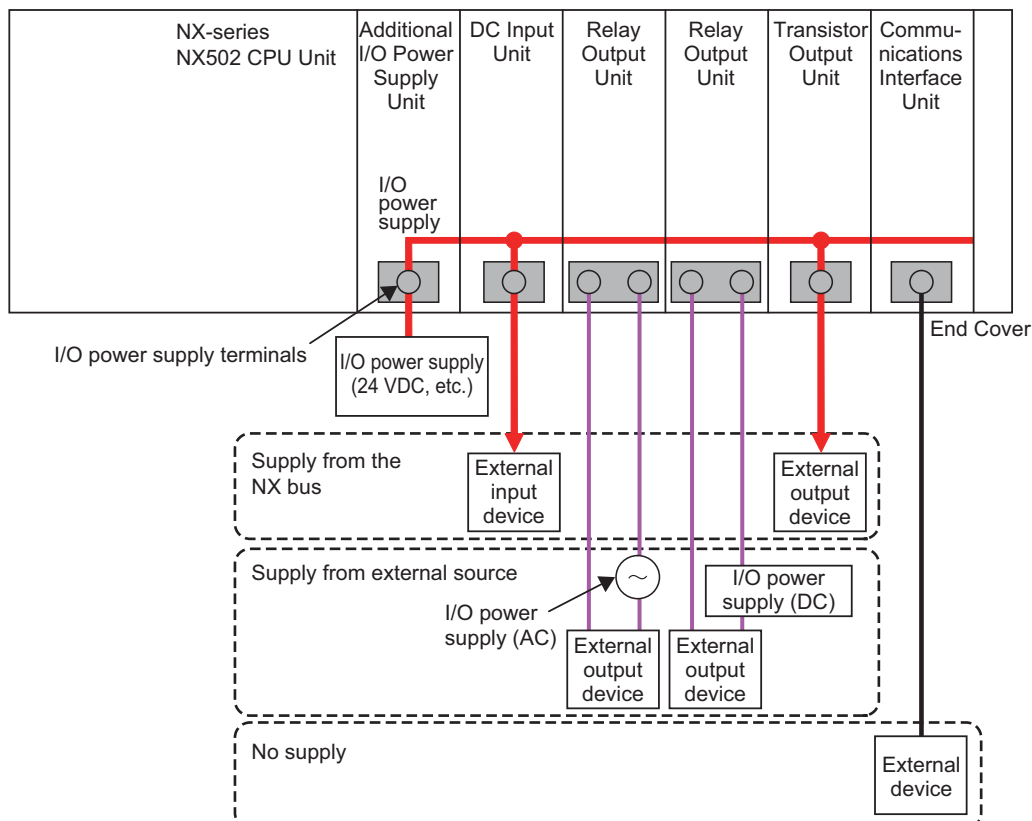 NX-series
NX502 CPU Unit
Additional
I/O Power
Supply
Unit
DC Input
Unit
Relay
Output
Unit
Relay
Output
Unit
Transistor
Output
Unit
Commu-
nications
Interface
Unit
I/O
power
supply
End Cover
I/O power supply terminals
I/O power supply
(24 VDC, etc.)
Supply from the
NX bus
External
input
device
External
output
device
Supply from external source
I/O power
supply (AC)
I/O power
supply (DC)
External
output
device
External
output
device
No supply
External
device